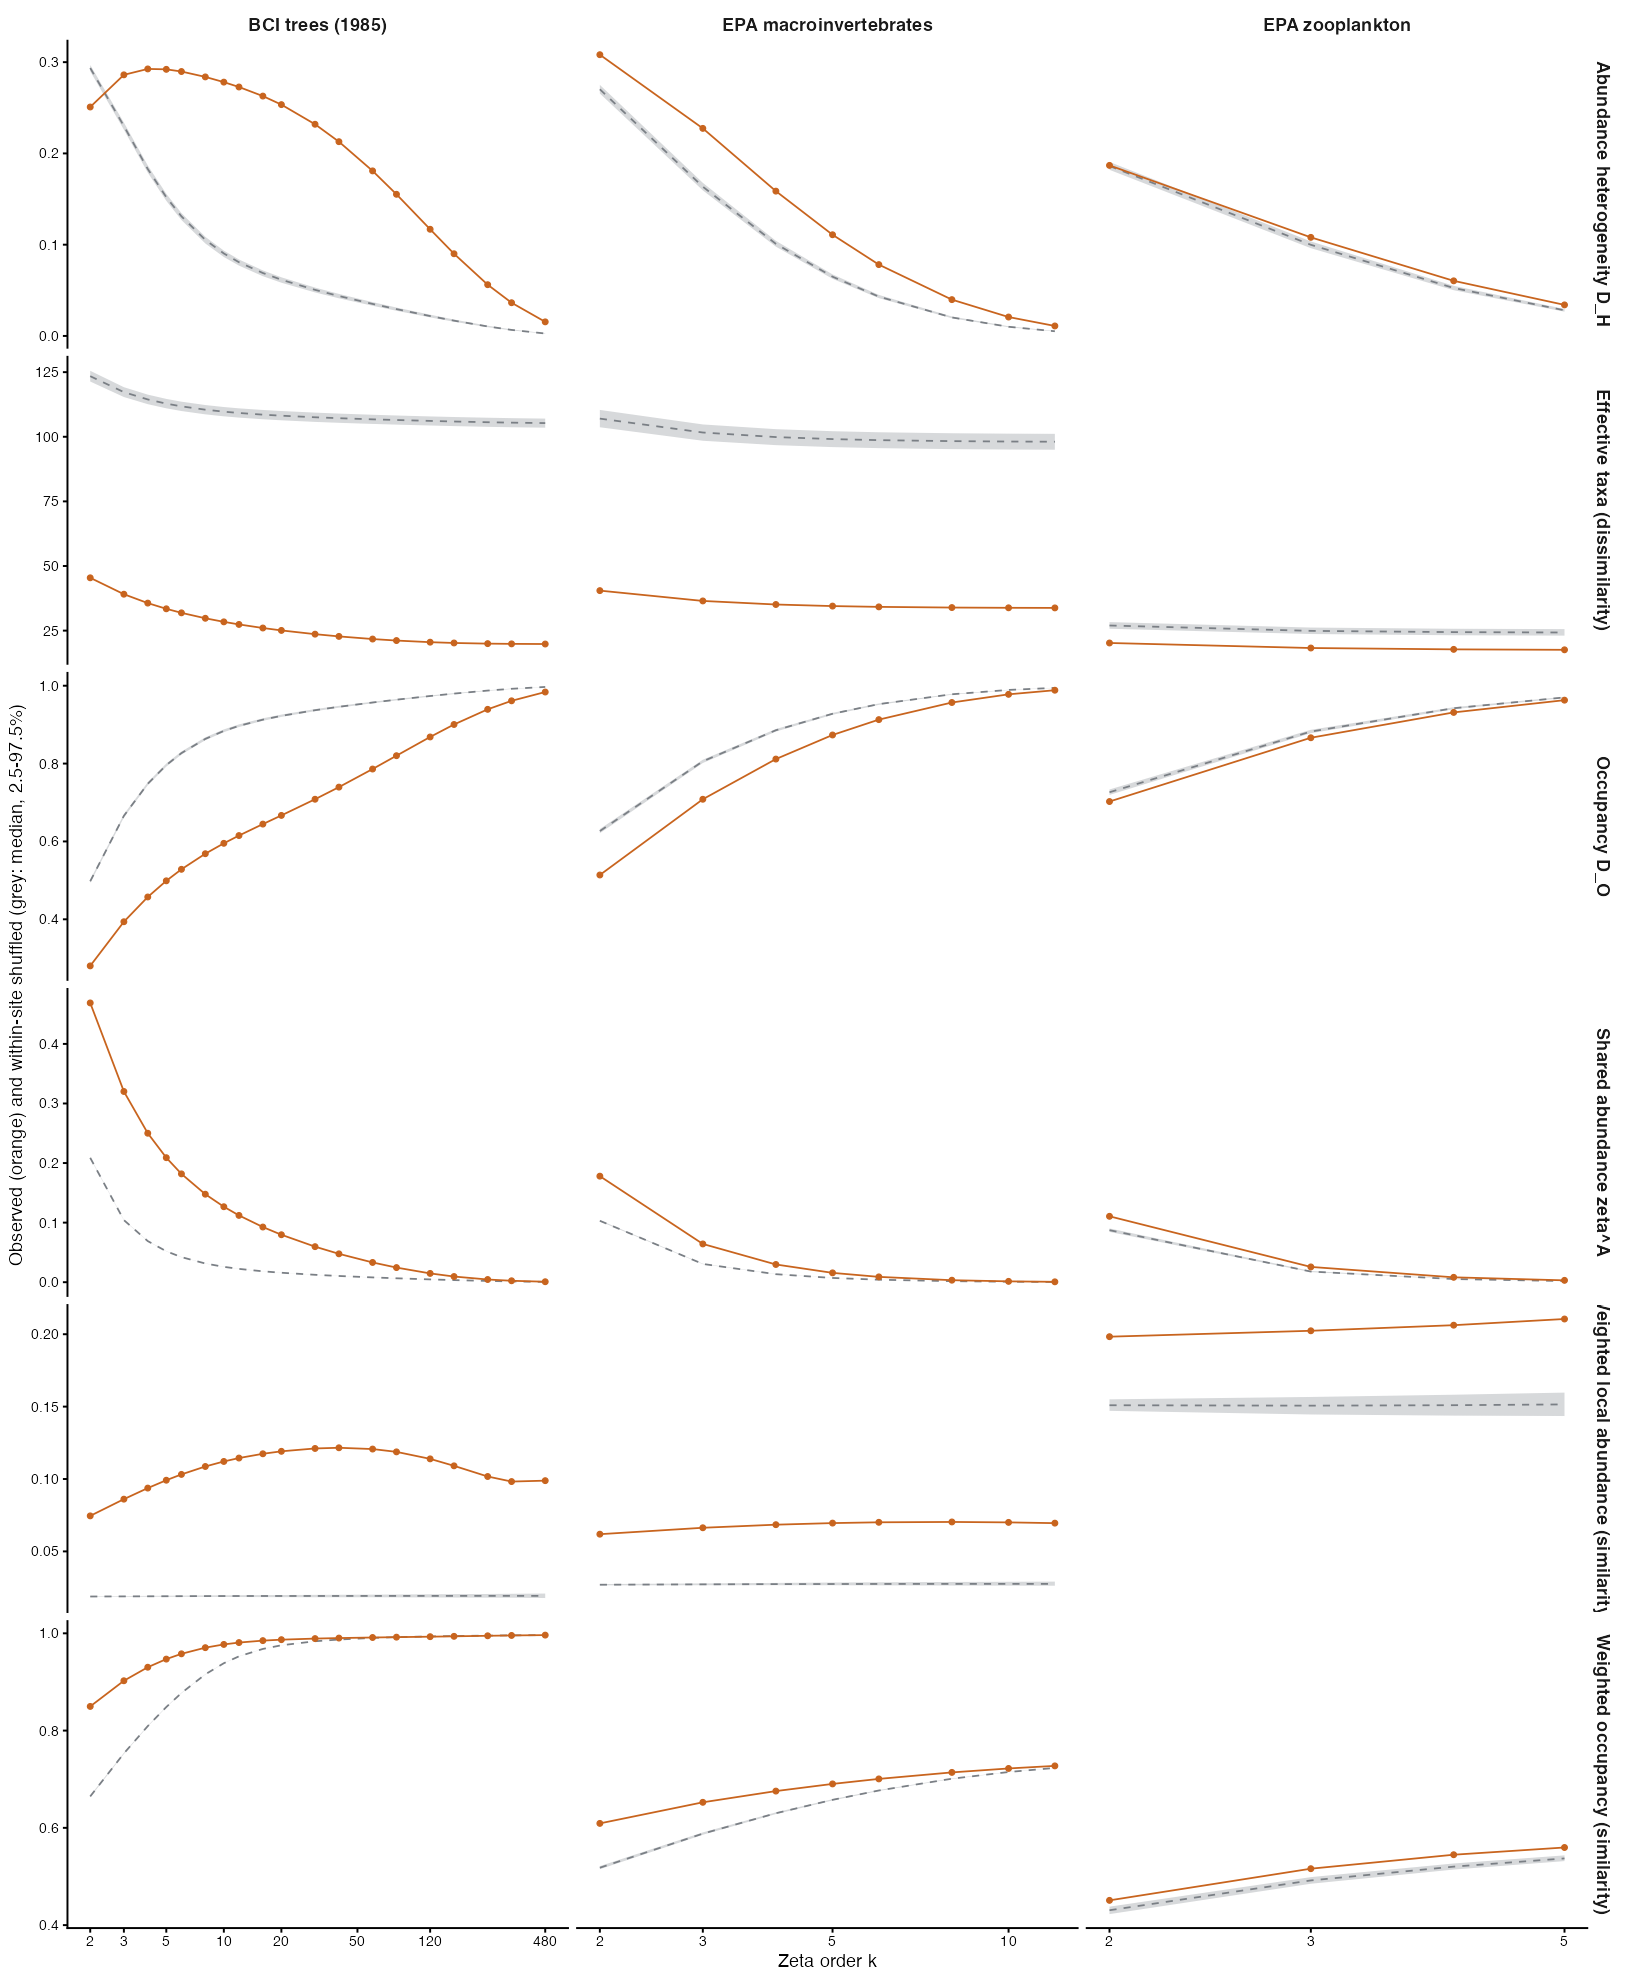 BCI trees (1985)
EPA macroinvertebrates
EPA zooplankton
Observed (orange) and within-site shuffled (grey: median, 2.5-97.5%)
0.3
0.2
0.1
0.0
Abundance heterogeneity D_H
125
100
75
50
25
Effective taxa (dissimilarity)
1.0
0.8
0.6
0.4
Occupancy D_O
0.4
0.3
0.2
0.1
0.0
Shared abundance zeta^A
0.20
0.15
0.10
0.05
eighted local abundance (similarit
1.0
0.8
0.6
0.4
Weighted occupancy (similarity)
2 3 5 10 20 50 120 480
2 3 5 10
2 3 5
Zeta order k